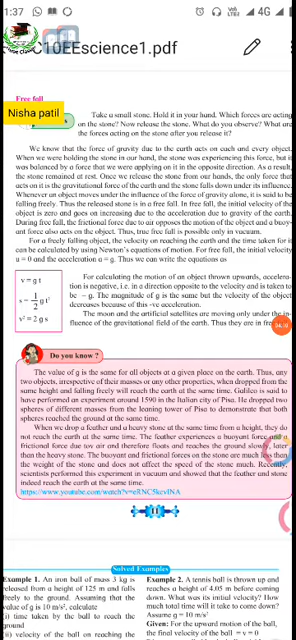 1:37
4G
C10EEscience1.pdf
Free fall
Nisha patil
Take a small stone. Hold it in your hand. Which forces are acting
on the stone? Now release the stone. What do you observe? What are
the forces acting on the stone after you release it?
We know that the force of gravity due to the earth acts on each and every object.
When we were holding the stone in our hand, the stone was experiencing this force, but it
was balanced by a force that we were applying on it in the opposite direction. As a result,
the stone remained at rest. Once we release the stone from our hands, the only force that
acts on it is the gravitational force of the earth and the stone falls down under its influence.
Whenever an object moves under the influence of the force of gravity alone, it is said to be
falling freely. Thus the released stone is in a free fall. In free fall, the initial velocity of the
object is zero and goes on increasing due to the acceleration due to gravity of the earth.
During free fall, the frictional force due to air opposes the motion of the object and a buoy-
ant force also acts on the object. Thus, true free fall is possible only in vacuum.
For a freely falling object, the velocity on reaching the earth and the time taken for it
can be calculated by using Newton's equations of motion. For free fall, the initial velocity
u = 0 and the acceleration a = g. Thus we can write the equations as
v = g t
s = 1/2 g t²
v² = 2 g s
For calculating the motion of an object thrown upwards, accelera-
tion is negative, i.e. in a direction opposite to the velocity and is taken to
be – g. The magnitude of g is the same but the velocity of the object
decreases because of this -ve acceleration.
The moon and the artificial satellites are moving only under the in-
fluence of the gravitational field of the earth. Thus they are in free
Do you know ?
The value of g is the same for all objects at a given place on the earth. Thus, any
two objects, irrespective of their masses or any other properties, when dropped from the
same height and falling freely will reach the earth at the same time. Galileo is said to
have performed an experiment around 1590 in the Italian city of Pisa. He dropped two
spheres of different masses from the leaning tower of Pisa to demonstrate that both
spheres reached the ground at the same time.
When we drop a feather and a heavy stone at the same time from a height, they do
not reach the earth at the same time. The feather experiences a buoyant force and a
frictional force due to air and therefore floats and reaches the ground slowly, later
than the heavy stone. The buoyant and frictional forces on the stone are much less than
the weight of the stone and does not affect the speed of the stone much. Recently,
scientists performed this experiment in vacuum and showed that the feather and stone
indeed reach the earth at the same time.
https://www.youtube.com/watch?v=eRNC5kcvINA
11
Solved Examples
Example 1. An iron ball of mass 3 kg is
released from a height of 125 m and falls
freely to the ground. Assuming that the
value of g is 10 m/s², calculate
(i) time taken by the ball to reach the
ground
(ii) velocity of the ball on reaching the
Example 2. A tennis ball is thrown up and
reaches a height of 4.05 m before coming
down. What was its initial velocity? How
much total time will it take to come down?
Assume g = 10 m/s²
Given: For the upward motion of the ball,
the final velocity of the ball = v = 0